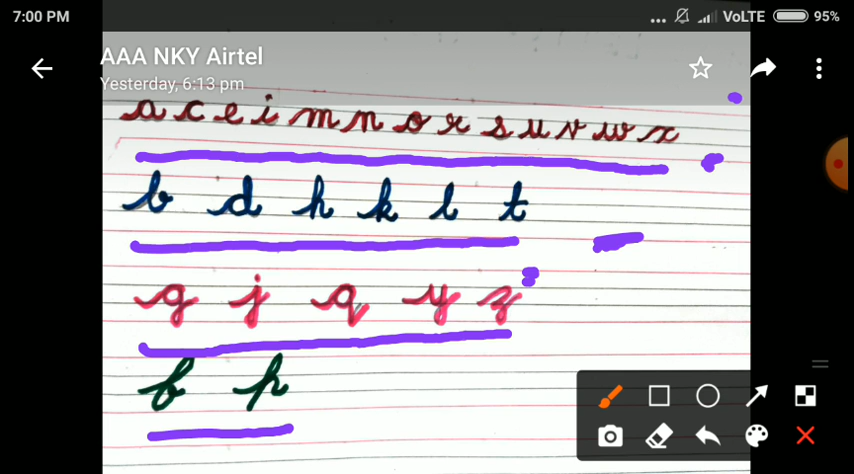 7:00 PM ... VoLTE 95%
AAA NKY Airtel
Yesterday, 6:13 pm
a c e i m n o r s u v w x
b d h k l t
g j q y z
f p